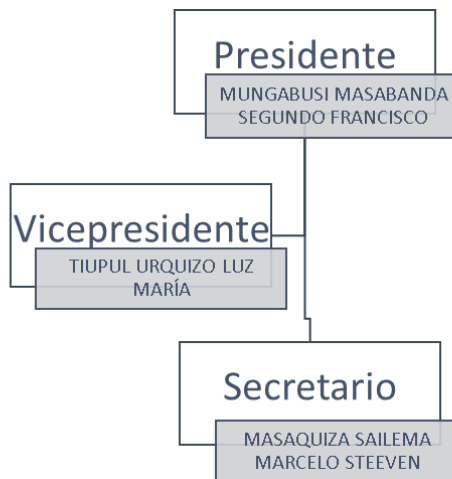 Presidente
MUNGABUSI MASABANDA
SEGUNDO FRANCISCO
Vicepresidente
TIUPUL URQUIZO LUZ
MARÍA
Secretario
MASAQUIZA SAILEMA
MARCELO STEEVEN